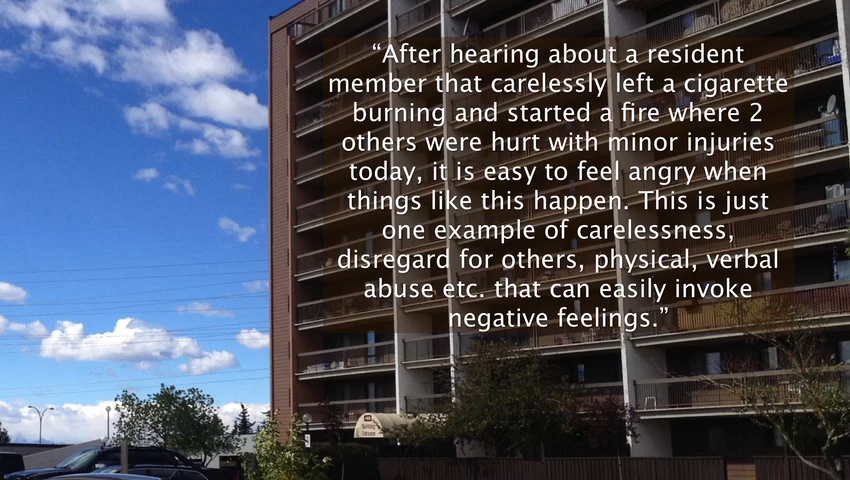 “After hearing about a resident
member that carelessly left a cigarette
burning and started a fire where 2
others were hurt with minor injuries
today, it is easy to feel angry when
things like this happen. This is just
one example of carelessness,
disregard for others, physical, verbal
abuse etc. that can easily invoke
negative feelings.”